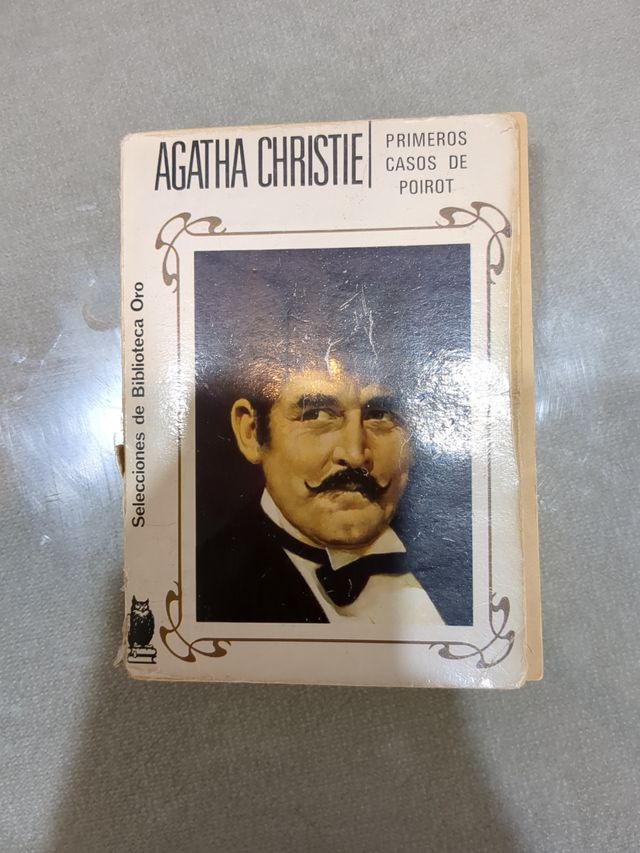 AGATHA CHRISTIE
PRIMEROS
CASOS DE
POIROT
Selecciones de Biblioteca Oro